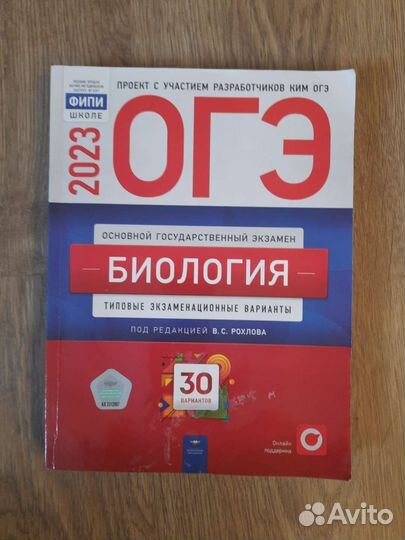 ПРОЕКТ С УЧАСТИЕМ РАЗРАБОТЧИКОВ КИМ ОГЭ
ФИПИ
ШКОЛЕ
2023
ОГЭ
ОСНОВНОЙ ГОСУДАРСТВЕННЫЙ ЭКЗАМЕН
БИОЛОГИЯ
ТИПОВЫЕ ЭКЗАМЕНАЦИОННЫЕ ВАРИАНТЫ
ПОД РЕДАКЦИЕЙ В.С. РОХЛОВА
30
ВАРИАНТОВ
Онлайн
поддержка
Avito